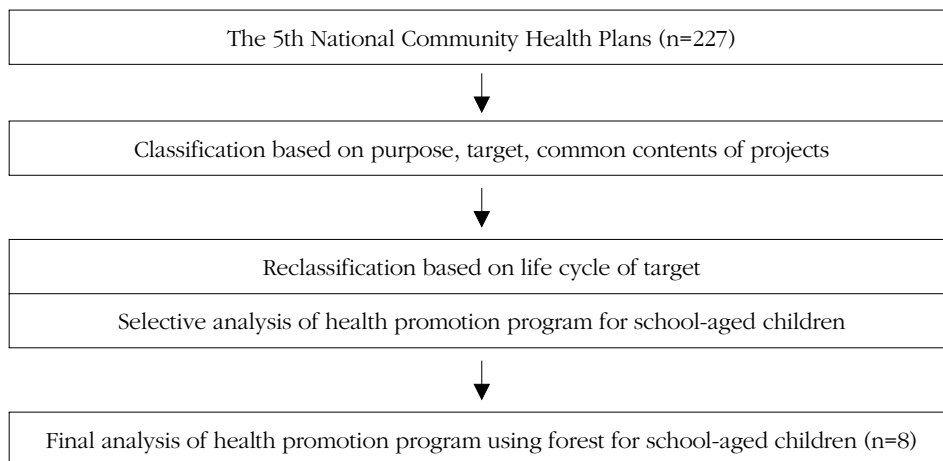 The 5th National Community Health Plans (n=227)
Classification based on purpose, target, common contents of projects
Reclassification based on life cycle of target
Selective analysis of health promotion program for school-aged children
Final analysis of health promotion program using forest for school-aged children (n=8)